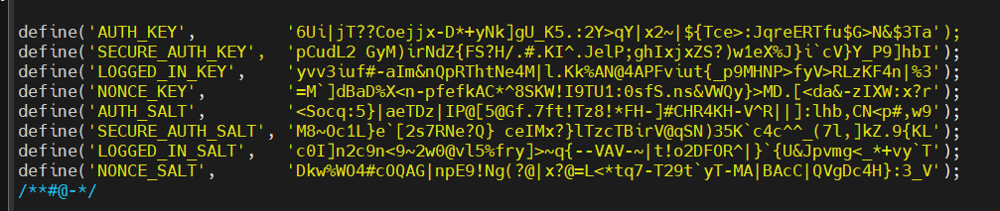 define('AUTH_KEY',         '6Ui|jT??Coejjx-D*+yNk]gU_K5.:2Y>qY|x2~|${Tce>:JqreERTfu$G>N&$3Ta');
define('SECURE_AUTH_KEY',  'pCudL2 GyM)irNdZ{FS?H/.#.KI^.JelP;ghIxjxZS?)w1eX%J}i`cV}Y_P9]hbI');
define('LOGGED_IN_KEY',    'yvv3iuf#-aIm&nQpRThtNe4M|l.Kk%AN@4APFviut{_p9MHNP>fyV>RLzKF4n|%3');
define('NONCE_KEY',        '=M`]dBaD%X<n-pfefkAC*^8SKW!I9TU1:0sfS.ns&VWQy}>MD.[<da&-zIXW:x?r');
define('AUTH_SALT',        '<Socq:5}|aeTDz|IP@[5@Gf.7ft!Tz8!*FH-]#CHR4KH-V^R||]:lhb,CN<p#,w9');
define('SECURE_AUTH_SALT', 'M8~Oc1L}e`[2s7RNe?Q} ceIMx?}lTzcTBirV@qSN)35K`c4c^^_(7l,]kZ.9{KL');
define('LOGGED_IN_SALT',   'c0I]n2c9n<9~2w0@vl5%fry]>~q{--VAV-~|t!o2DFOR^|}`{U&Jpvmg<_*+vy`T');
define('NONCE_SALT',       'Dkw%WO4#cOQAG|npE9!Ng(?@|x?@=L<*tq7-T29t`yT-MA|BAcC|QVgDc4H}:3_V');
/**#@-*/